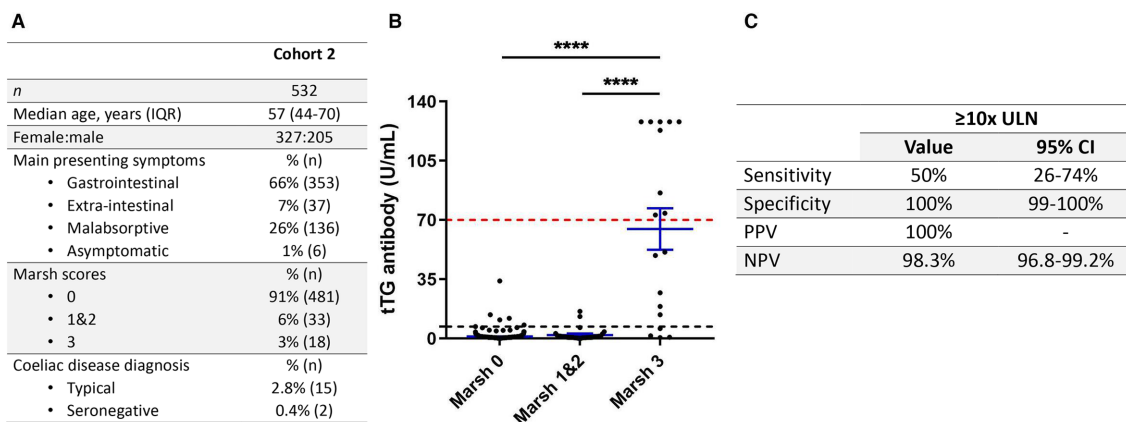 A
Cohort 2
n 532
Median age, years (IQR) 57 (44-70)
Female:male 327:205
Main presenting symptoms % (n)
• Gastrointestinal 66% (353)
• Extra-intestinal 7% (37)
• Malabsorptive 26% (136)
• Asymptomatic 1% (6)
Marsh scores % (n)
• 0 91% (481)
• 1&2 6% (33)
• 3 3% (18)
Coeliac disease diagnosis % (n)
• Typical 2.8% (15)
• Seronegative 0.4% (2)
B
****
****
tTG antibody (U/mL)
140
105
70
35
0
Marsh 0
Marsh 1&2
Marsh 3
C
≥10x ULN
Value 95% CI
Sensitivity 50% 26-74%
Specificity 100% 99-100%
PPV 100% -
NPV 98.3% 96.8-99.2%